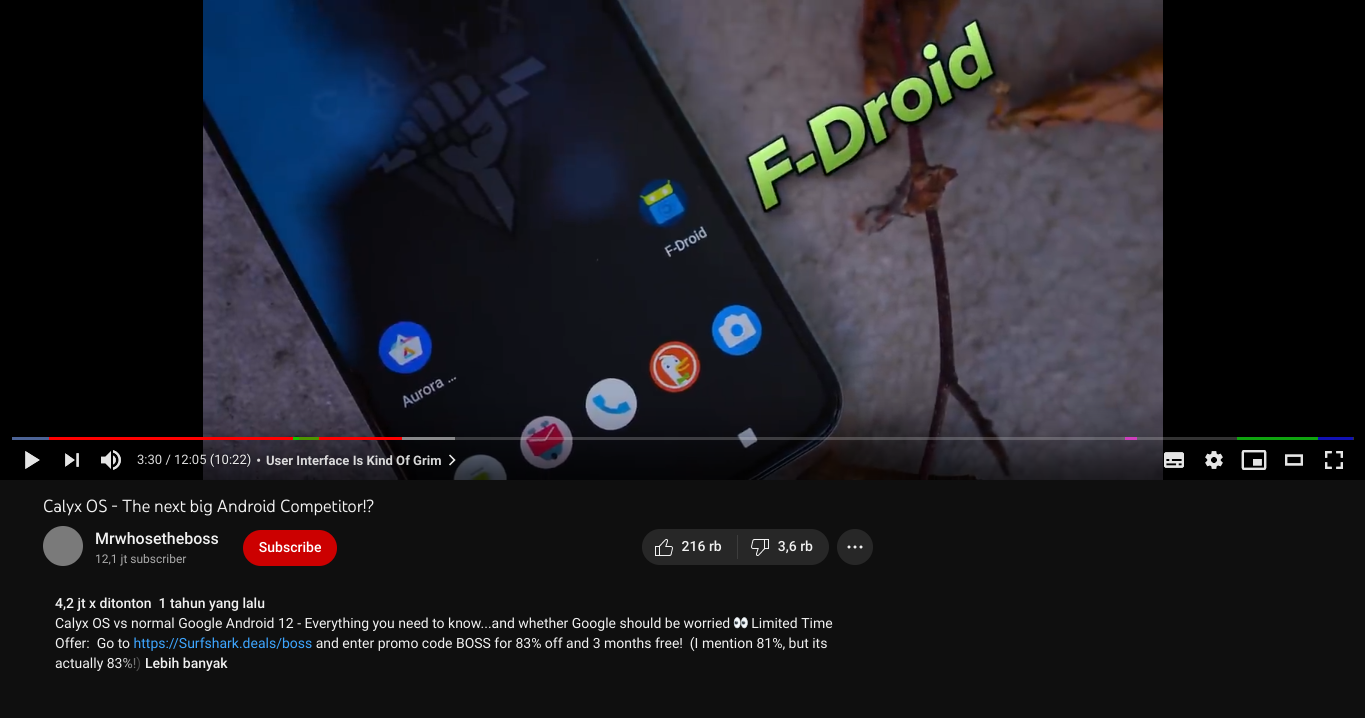 CALYX
F-Droid
F-Droid
Aurora ...
3:30 / 12:05 (10:22) • User Interface Is Kind Of Grim
Calyx OS - The next big Android Competitor!?
Mrwhosetheboss
12,1 jt subscriber
Subscribe
216 rb
3,6 rb
4,2 jt x ditonton 1 tahun yang lalu
Calyx OS vs normal Google Android 12 - Everything you need to know...and whether Google should be worried 👀 Limited Time
Offer: Go to https://Surfshark.deals/boss and enter promo code BOSS for 83% off and 3 months free! (I mention 81%, but its
actually 83%!) Lebih banyak